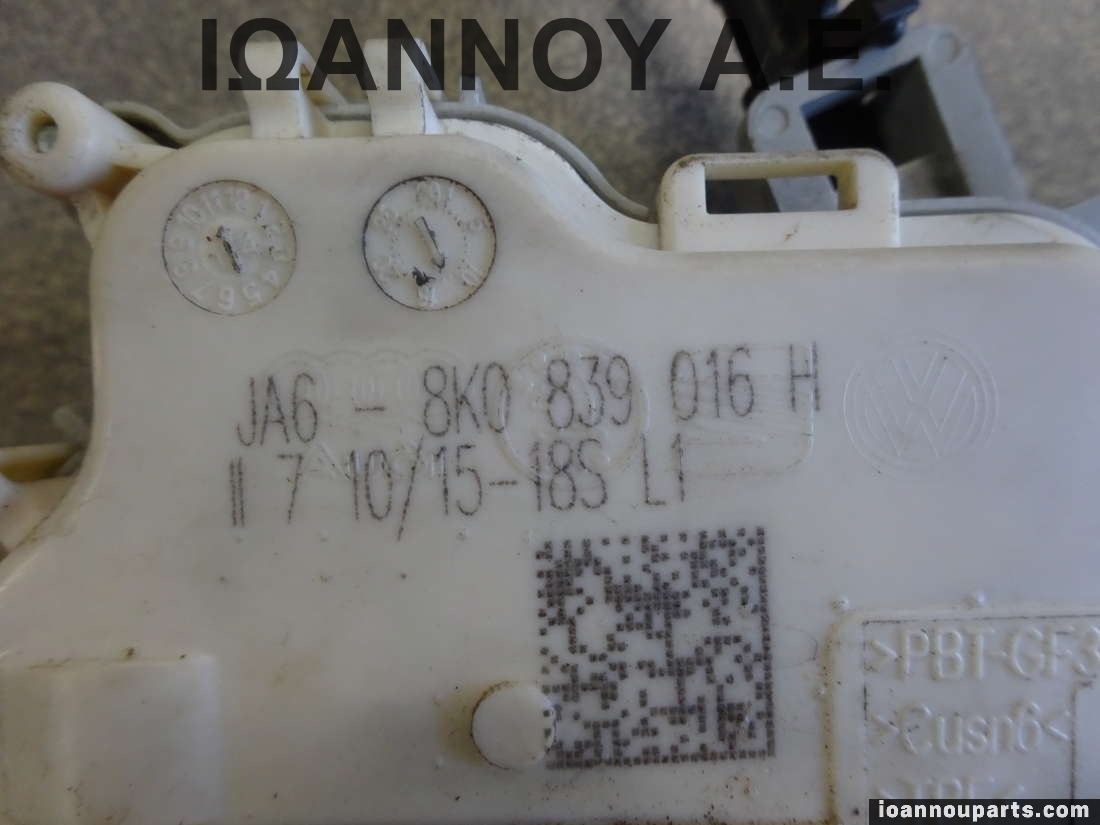 ΙΩΑΝΝΟΥ Α.Ε.
JA6 - 8K0 839 016 H
II 7 10/15-18S L1
>PBT-GF3
>Cusn6<
ioannouparts.com